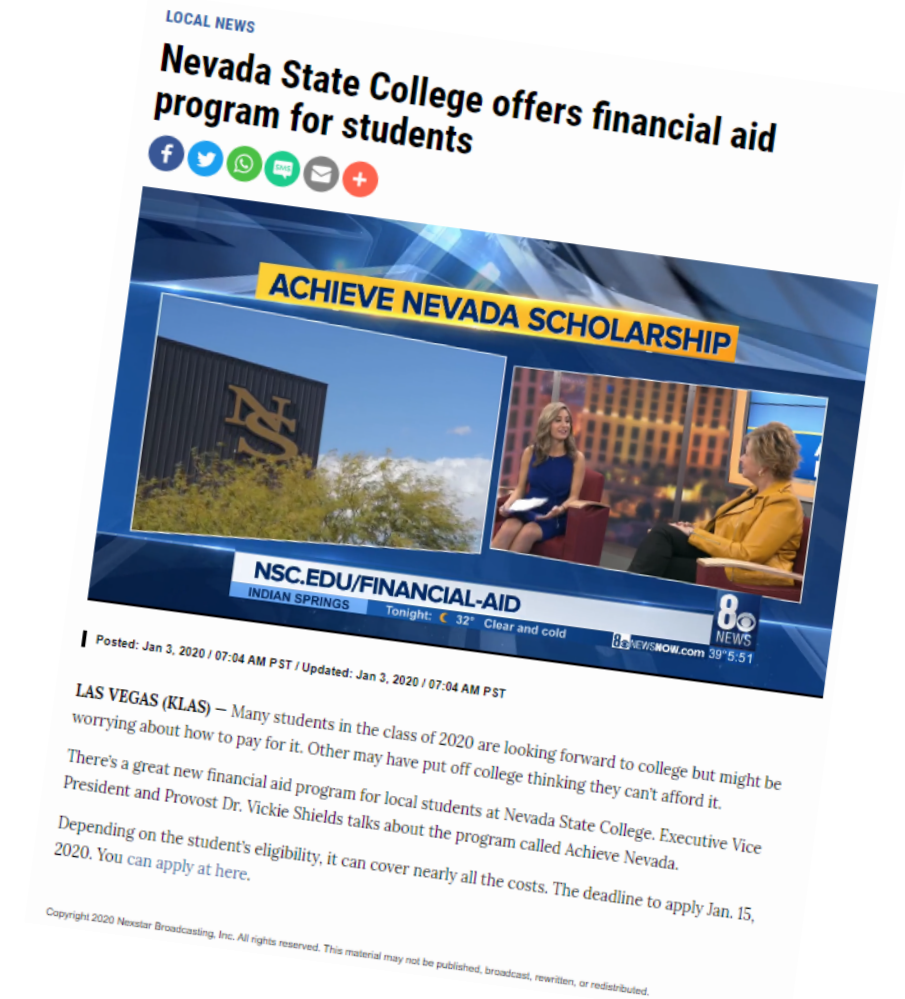 LOCAL NEWS
Nevada State College offers financial aid
program for students
SMS
ACHIEVE NEVADA SCHOLARSHIP
NS
NSC.EDU/FINANCIAL-AID
INDIAN SPRINGS
Tonight: 32° Clear and cold
8 NEWS
8NEWSNOW.com 39° 5:51
Posted: Jan 3, 2020 / 07:04 AM PST / Updated: Jan 3, 2020 / 07:04 AM PST
LAS VEGAS (KLAS) — Many students in the class of 2020 are looking forward to college but might be
worrying about how to pay for it. Other may have put off college thinking they can't afford it.
There's a great new financial aid program for local students at Nevada State College. Executive Vice
President and Provost Dr. Vickie Shields talks about the program called Achieve Nevada.
Depending on the student's eligibility, it can cover nearly all the costs. The deadline to apply Jan. 15,
2020. You can apply at here.
Copyright 2020 Nexstar Broadcasting, Inc. All rights reserved. This material may not be published, broadcast, rewritten, or redistributed.